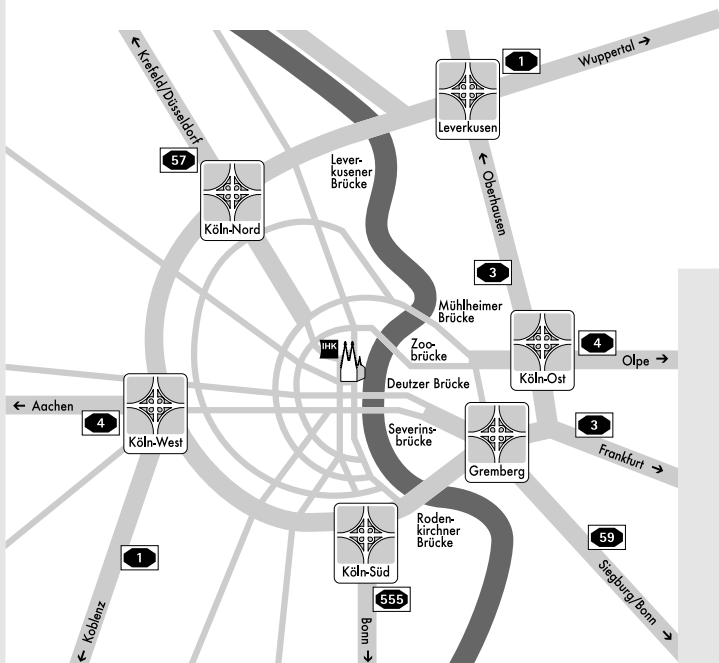 1
Wuppertal →
← Krefeld/Düsseldorf
Leverkusen
57
Lever-
kusener
Brücke
← Oberhausen
Köln-Nord
3
Mühlheimer
Brücke
4
IHK
Zoo-
brücke
Olpe →
Köln-Ost
Deutzer Brücke
← Aachen
4
Köln-West
Severins-
brücke
3
Gremberg
Frankfurt →
Roden-
kirchner
Brücke
59
1
Köln-Süd
Siegburg/Bonn →
555
← Koblenz
Bonn →